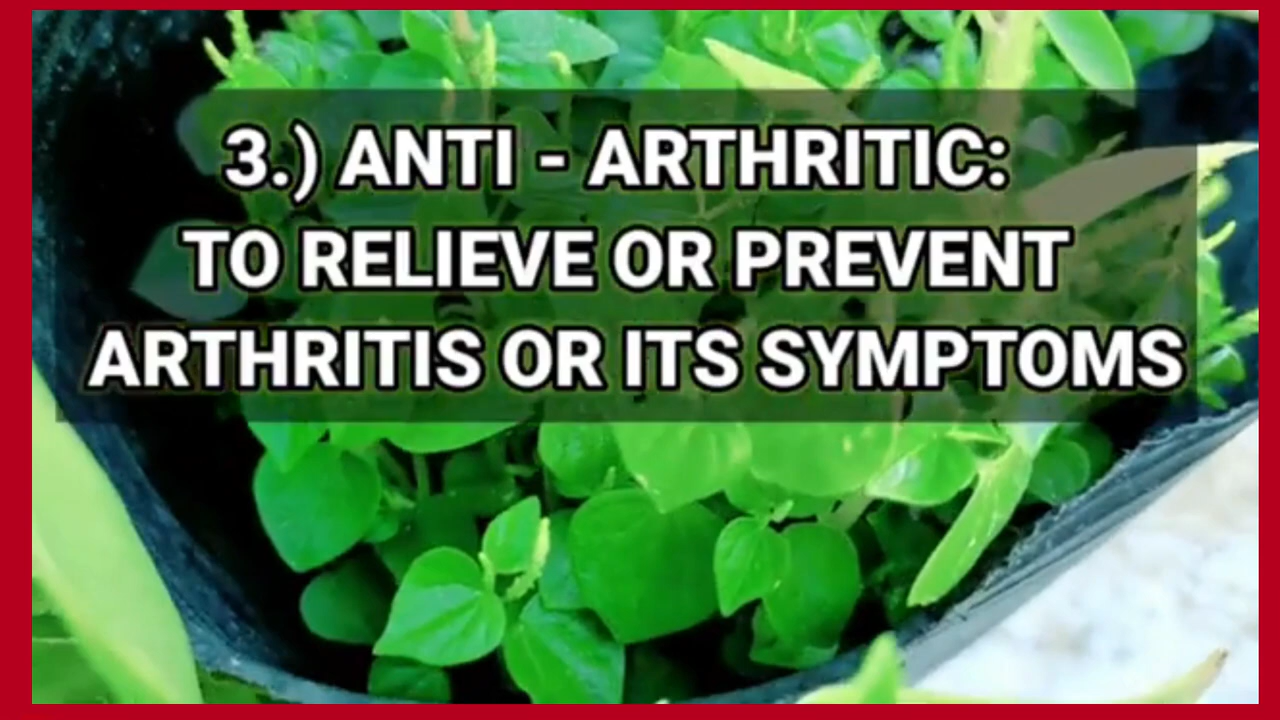 3.) ANTI - ARTHRITIC:
TO RELIEVE OR PREVENT
ARTHRITIS OR ITS SYMPTOMS